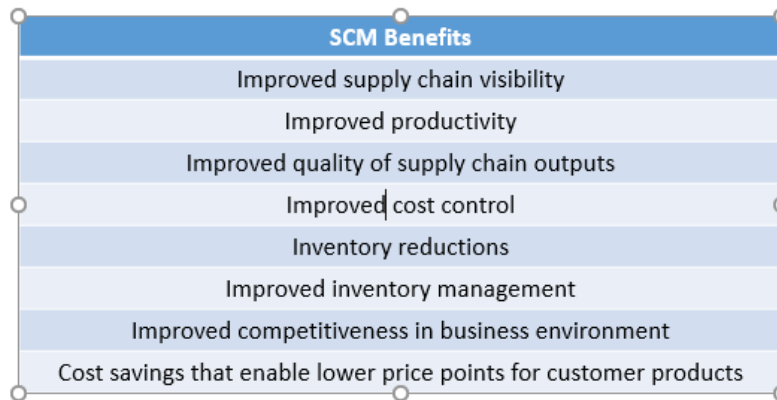 SCM Benefits
Improved supply chain visibility
Improved productivity
Improved quality of supply chain outputs
Improved cost control
Inventory reductions
Improved inventory management
Improved competitiveness in business environment
Cost savings that enable lower price points for customer products